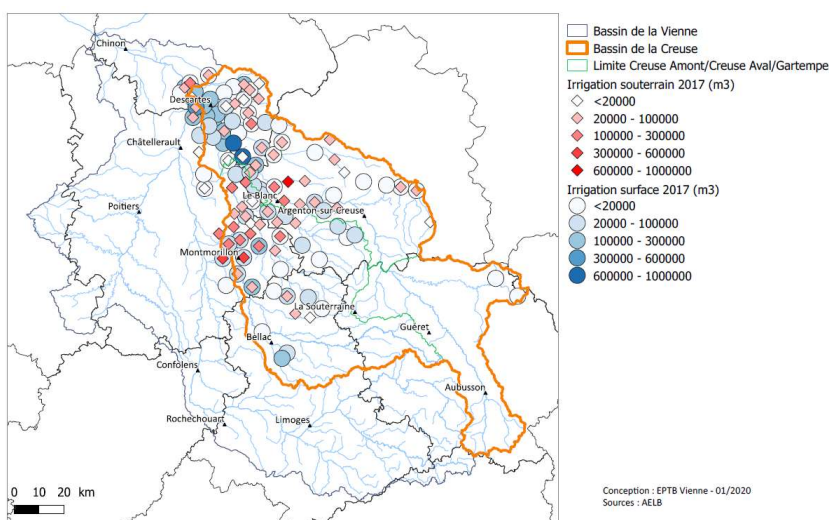 Chinon
Descartes
Châtellerault
Poitiers
Le Blanc
Argenton-sur-Creuse
Montmorillon
La Souterraine
Guéret
Bellac
Confolens
Aubusson
Rochechouart
Limoges
0 10 20 km
Bassin de la Vienne
Bassin de la Creuse
Limite Creuse Amont/Creuse Aval/Gartempe
Irrigation souterrain 2017 (m3)
<20000
20000 - 100000
100000 - 300000
300000 - 600000
600000 - 1000000
Irrigation surface 2017 (m3)
<20000
20000 - 100000
100000 - 300000
300000 - 600000
600000 - 1000000
Conception : EPTB Vienne - 01/2020
Sources : AELB